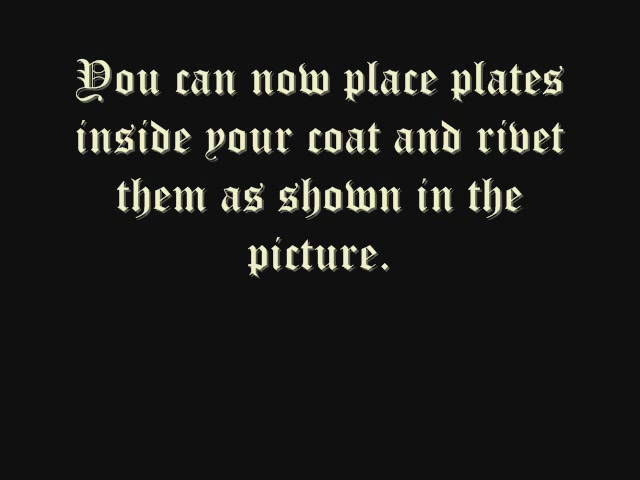 You can now place plates
inside your coat and rivet
them as shown in the
picture.